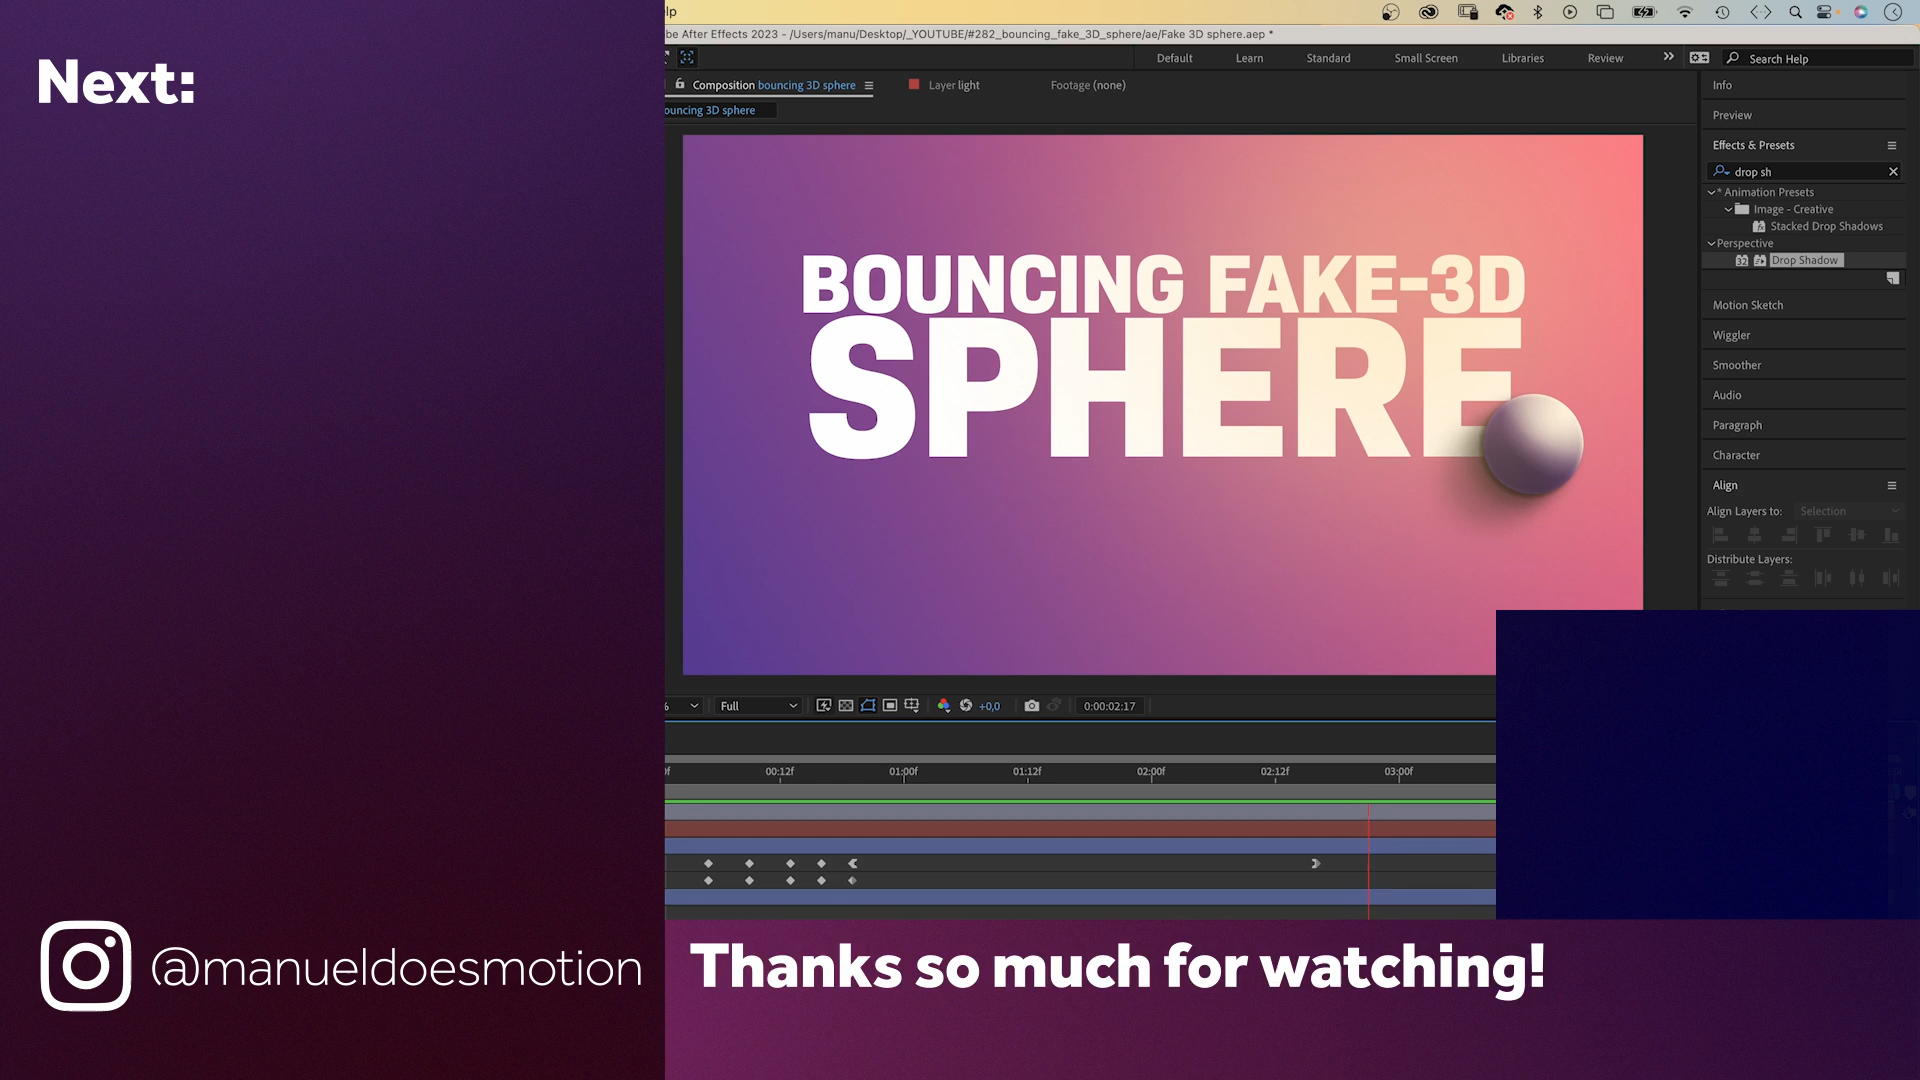 Next:
lp
be After Effects 2023 - /Users/manu/Desktop/_YOUTUBE/#282_bouncing_fake_3D_sphere/ae/Fake 3D sphere.aep *
Default Learn Standard Small Screen Libraries Review Search Help
Composition bouncing 3D sphere Layer light Footage (none)
ouncing 3D sphere
Info
Preview
Effects & Presets
drop sh
* Animation Presets
Image - Creative
Stacked Drop Shadows
Perspective
Drop Shadow
Motion Sketch
Wiggler
Smoother
Audio
Paragraph
Character
Align
Align Layers to: Selection
Distribute Layers:
BOUNCING FAKE-3D
SPHERE
% Full +0,0 0:00:02:17
0f 00:12f 01:00f 01:12f 02:00f 02:12f 03:00f
@manueldoesmotion
Thanks so much for watching!